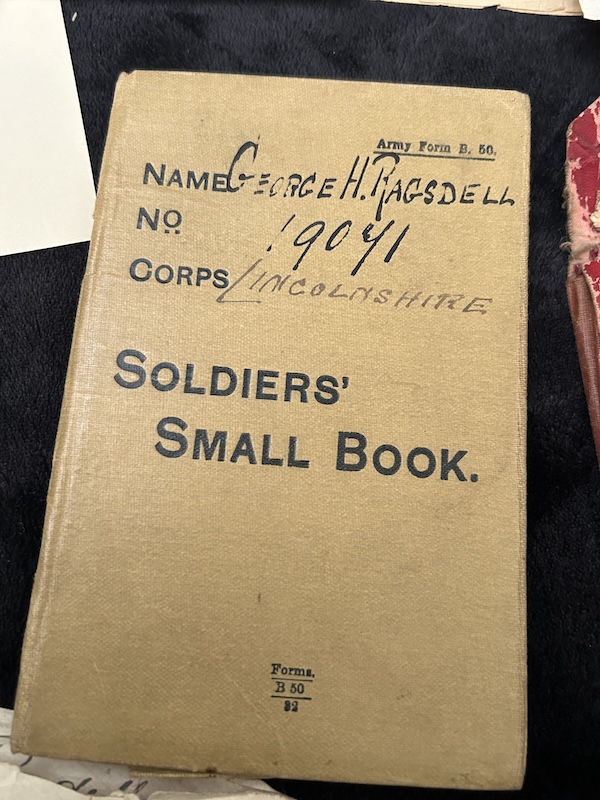 Army Form B. 50.
NAME GEORGE H. RAGSDELL
No 19041
CORPS LINCOLNSHIRE
SOLDIERS'
SMALL BOOK.
Forms.
B 50
32